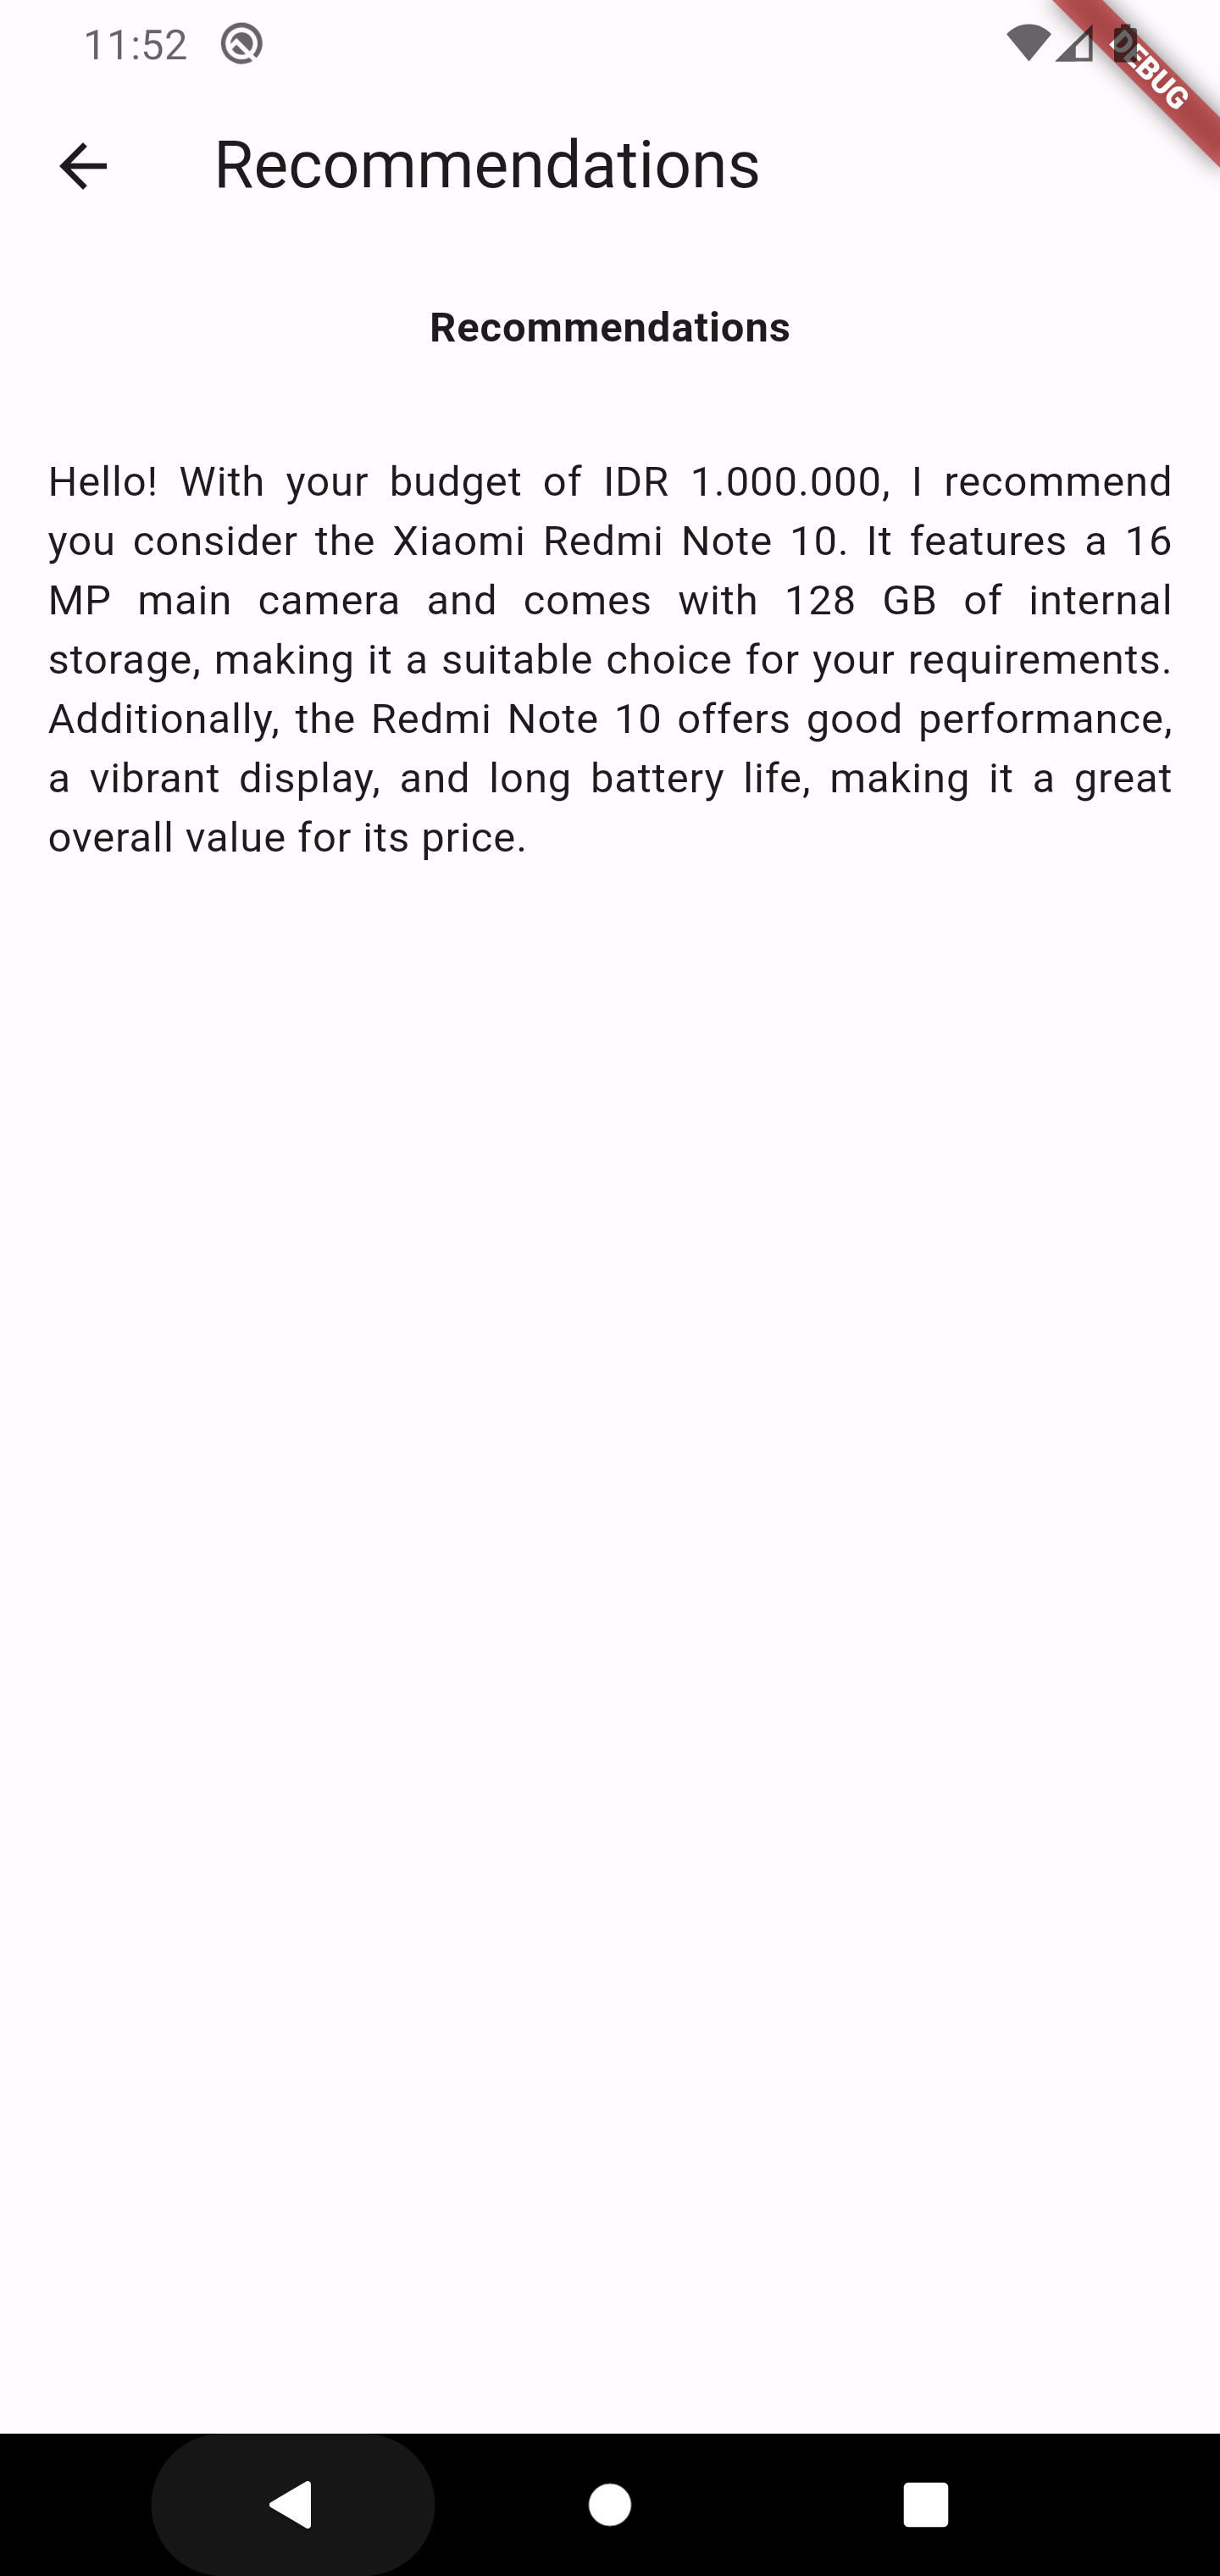 11:52
DEBUG
Recommendations
Recommendations
Hello! With your budget of IDR 1.000.000, I recommend
you consider the Xiaomi Redmi Note 10. It features a 16
MP main camera and comes with 128 GB of internal
storage, making it a suitable choice for your requirements.
Additionally, the Redmi Note 10 offers good performance,
a vibrant display, and long battery life, making it a great
overall value for its price.